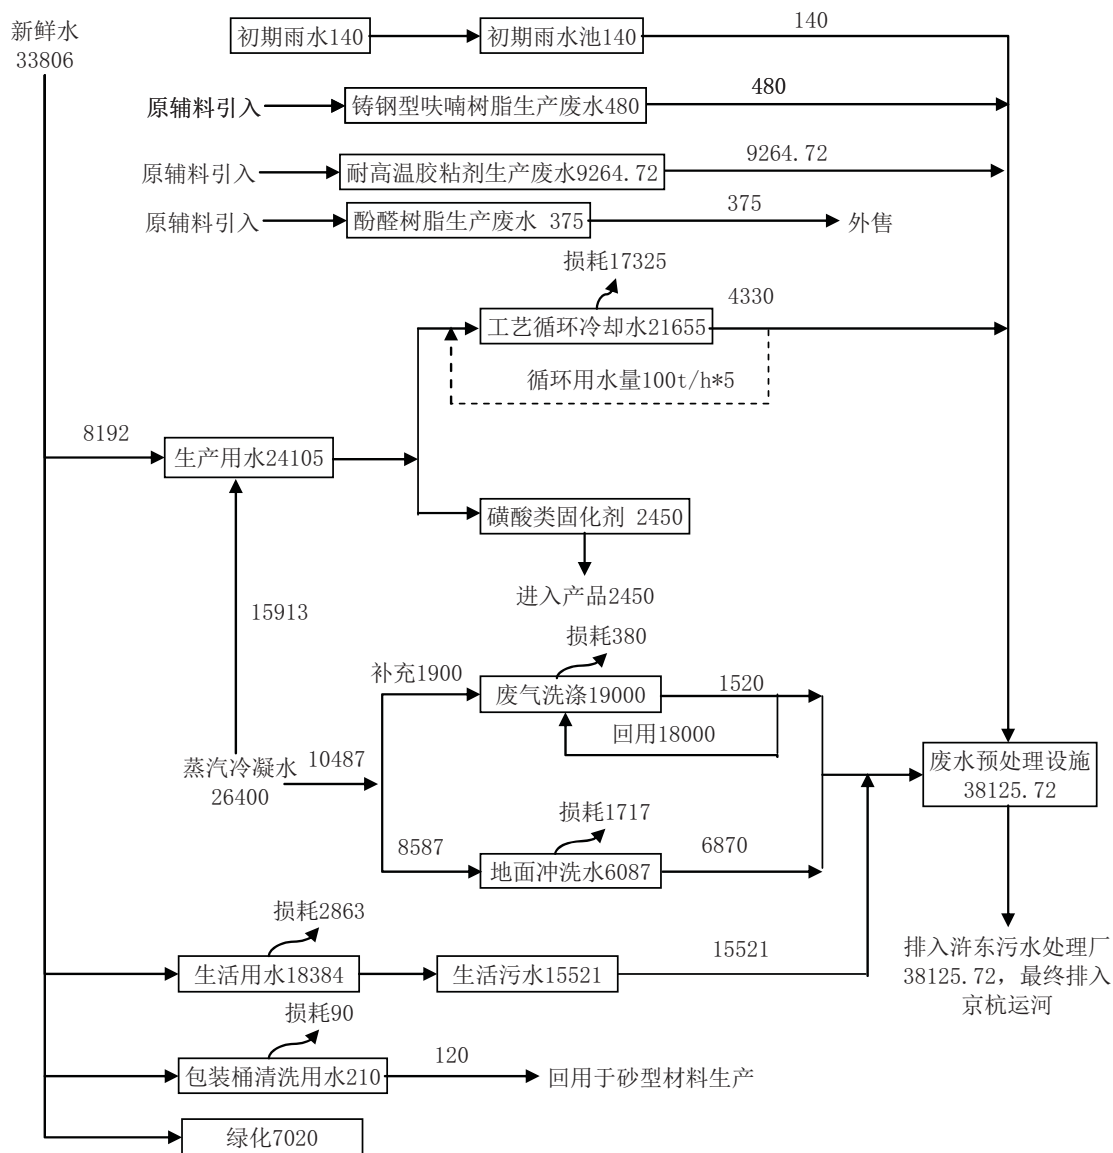 新鲜水
33806
初期雨水140
初期雨水池140
140
原辅料引入
铸钢型呋喃树脂生产废水480
480
原辅料引入
耐高温胶粘剂生产废水9264.72
9264.72
原辅料引入
酚醛树脂生产废水 375
375
外售
损耗17325
工艺循环冷却水21655
4330
循环用水量100t/h*5
8192
生产用水24105
磺酸类固化剂 2450
进入产品2450
15913
损耗380
补充1900
废气洗涤19000
1520
回用18000
蒸汽冷凝水
26400
10487
废水预处理设施
38125.72
损耗1717
8587
地面冲洗水6087
6870
损耗2863
生活用水18384
生活污水15521
15521
排入浒东污水处理厂
38125.72，最终排入
京杭运河
损耗90
包装桶清洗用水210
120
回用于砂型材料生产
绿化7020